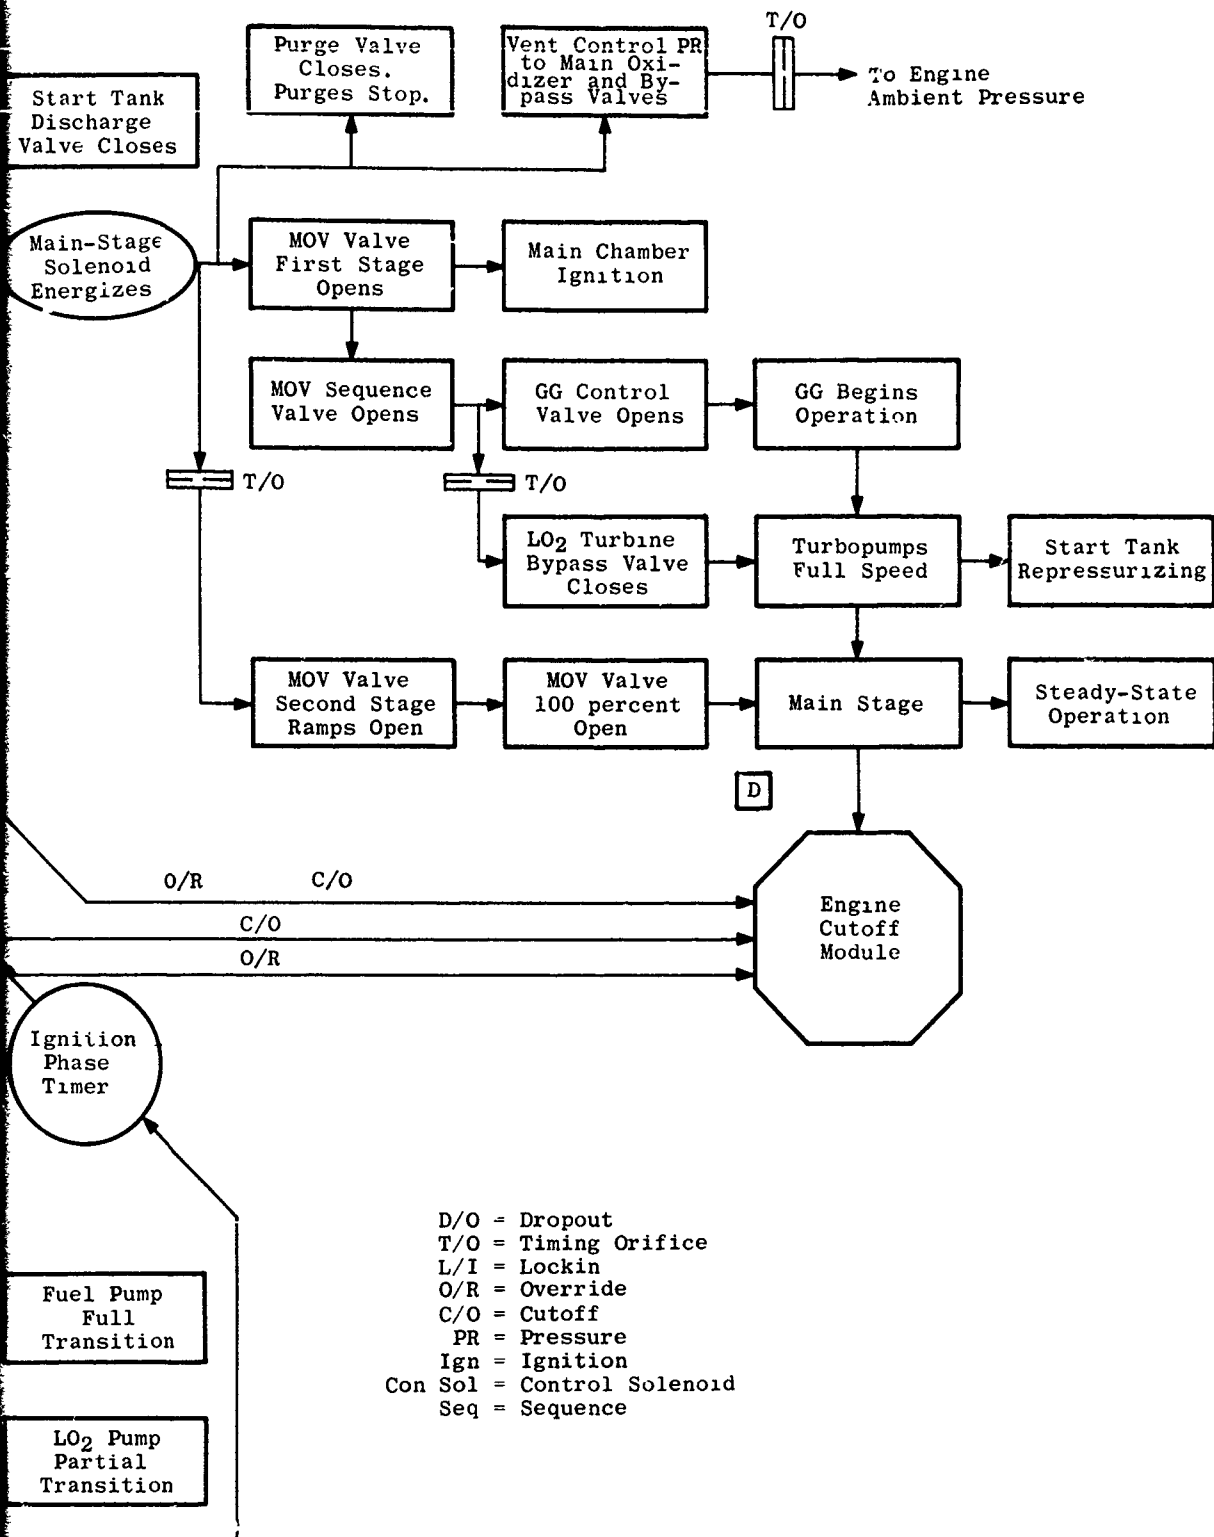 T/O
Purge Valve
Closes.
Purges Stop.
Vent Control PR
to Main Oxi-
dizer and By-
pass Valves
To Engine
Ambient Pressure
Start Tank
Discharge
Valve Closes
Main-Stage
Solenoid
Energizes
MOV Valve
First Stage
Opens
Main Chamber
Ignition
MOV Sequence
Valve Opens
GG Control
Valve Opens
GG Begins
Operation
T/O
T/O
LO2 Turbine
Bypass Valve
Closes
Turbopumps
Full Speed
Start Tank
Repressurizing
MOV Valve
Second Stage
Ramps Open
MOV Valve
100 percent
Open
Main Stage
Steady-State
Operation
D
O/R C/O
C/O
O/R
Engine
Cutoff
Module
Ignition
Phase
Timer
D/O = Dropout
T/O = Timing Orifice
L/I = Lockin
O/R = Override
C/O = Cutoff
PR = Pressure
Ign = Ignition
Con Sol = Control Solenoid
Seq = Sequence
Fuel Pump
Full
Transition
LO2 Pump
Partial
Transition